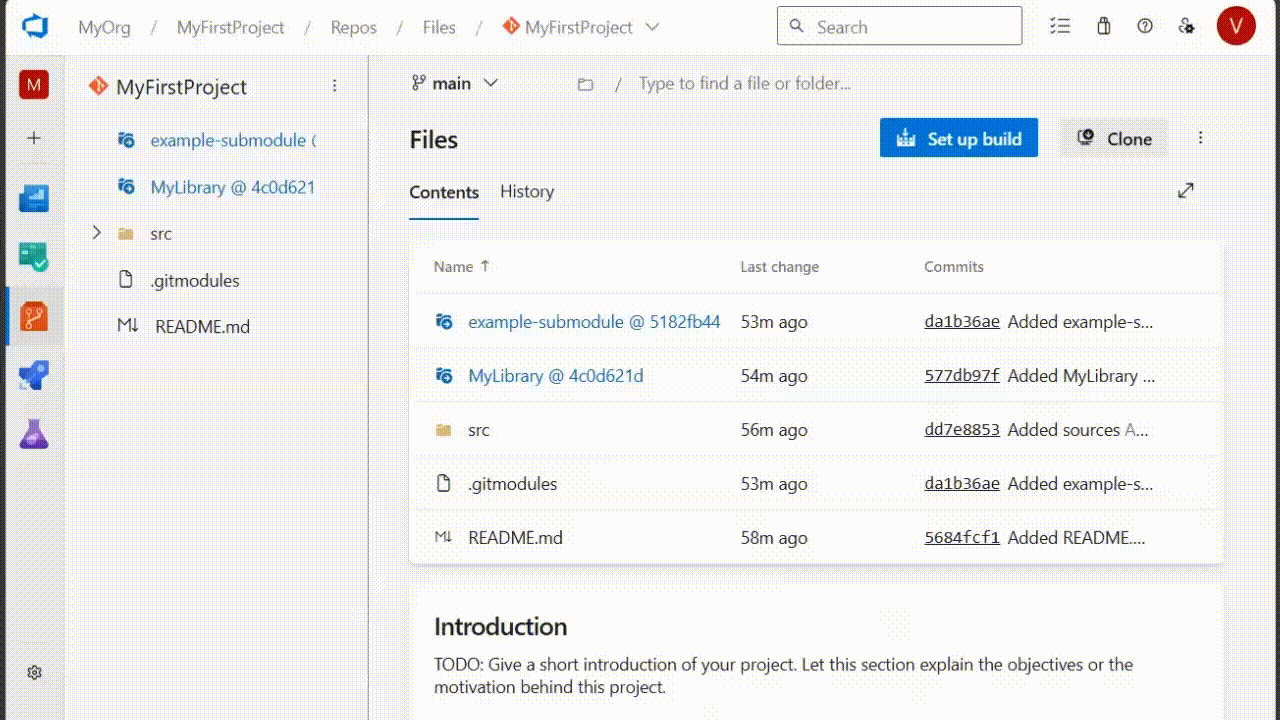 MyOrg / MyFirstProject / Repos / Files / MyFirstProject
Search
V
M
MyFirstProject
example-submodule (
MyLibrary @ 4c0d621
src
.gitmodules
README.md
main
/ Type to find a file or folder...
Files
Set up build
Clone
Contents History
Name ↑ Last change Commits
example-submodule @ 5182fb44 53m ago da1b36ae Added example-s...
MyLibrary @ 4c0d621d 54m ago 577db97f Added MyLibrary ...
src 56m ago dd7e8853 Added sources A...
.gitmodules 53m ago da1b36ae Added example-s...
README.md 58m ago 5684fcf1 Added README....
Introduction
TODO: Give a short introduction of your project. Let this section explain the objectives or the
motivation behind this project.